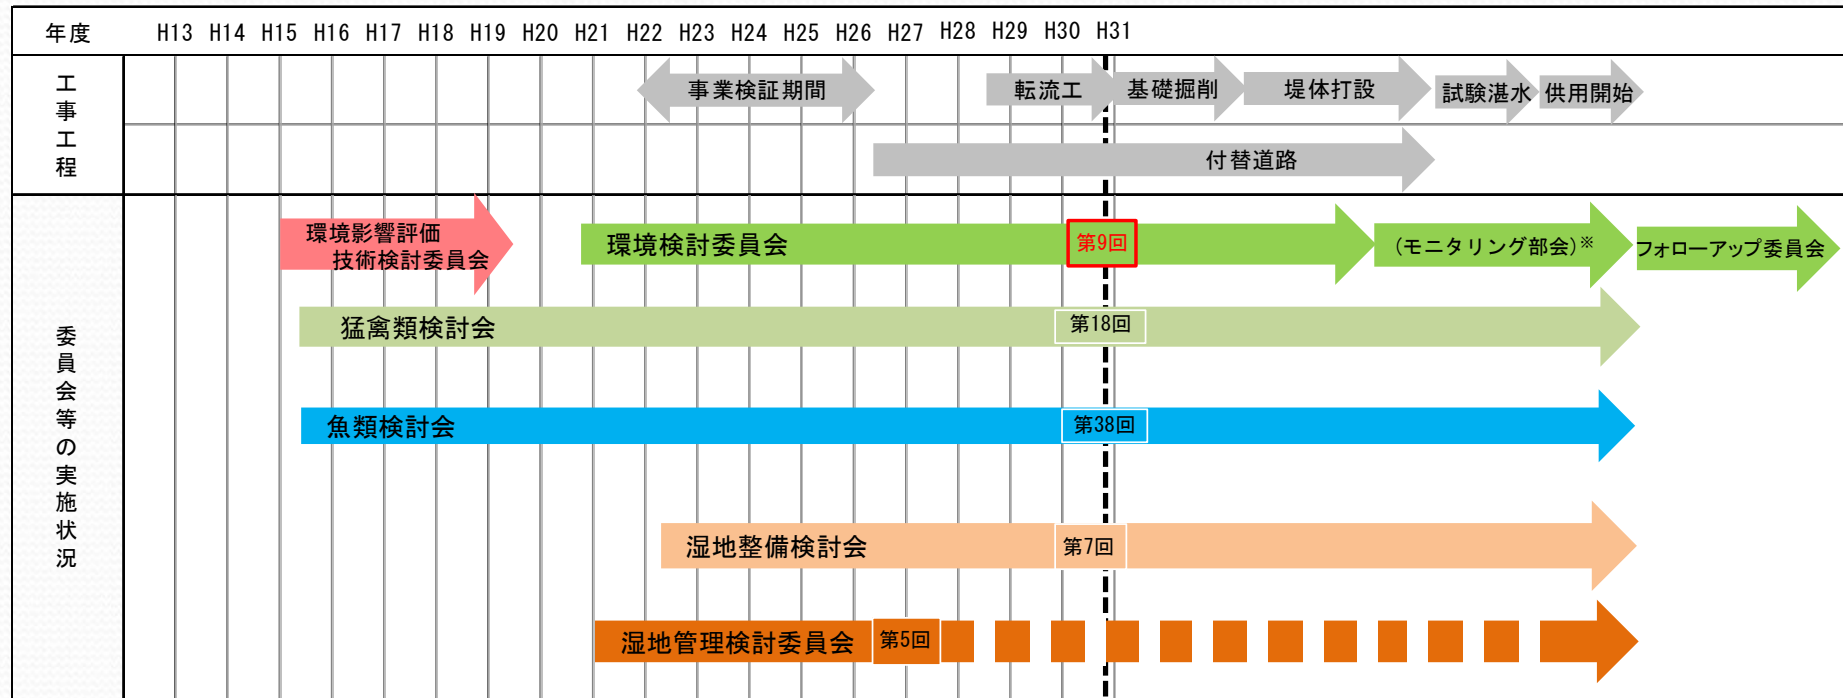 年度 H13 H14 H15 H16 H17 H18 H19 H20 H21 H22 H23 H24 H25 H26 H27 H28 H29 H30 H31
工事工程
事業検証期間 転流工 基礎掘削 堤体打設 試験湛水 供用開始
付替道路
委員会等の実施状況
環境影響評価
技術検討委員会
環境検討委員会 第9回 (モニタリング部会)※ フォローアップ委員会
猛禽類検討会 第18回
魚類検討会 第38回
湿地整備検討会 第7回
湿地管理検討委員会 第5回